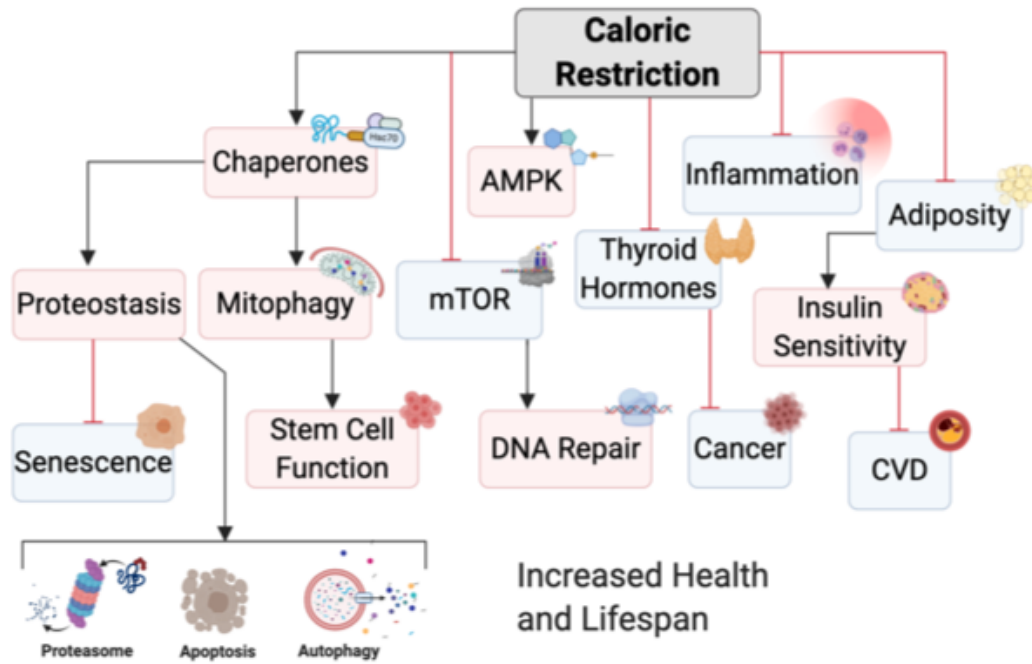 Caloric
Restriction
Hsc70
Chaperones
AMPK
Inflammation
Adiposity
Proteostasis
Mitophagy
mTOR
Thyroid
Hormones
Insulin
Sensitivity
Senescence
Stem Cell
Function
DNA Repair
Cancer
CVD
Proteasome
Apoptosis
Autophagy
Increased Health
and Lifespan